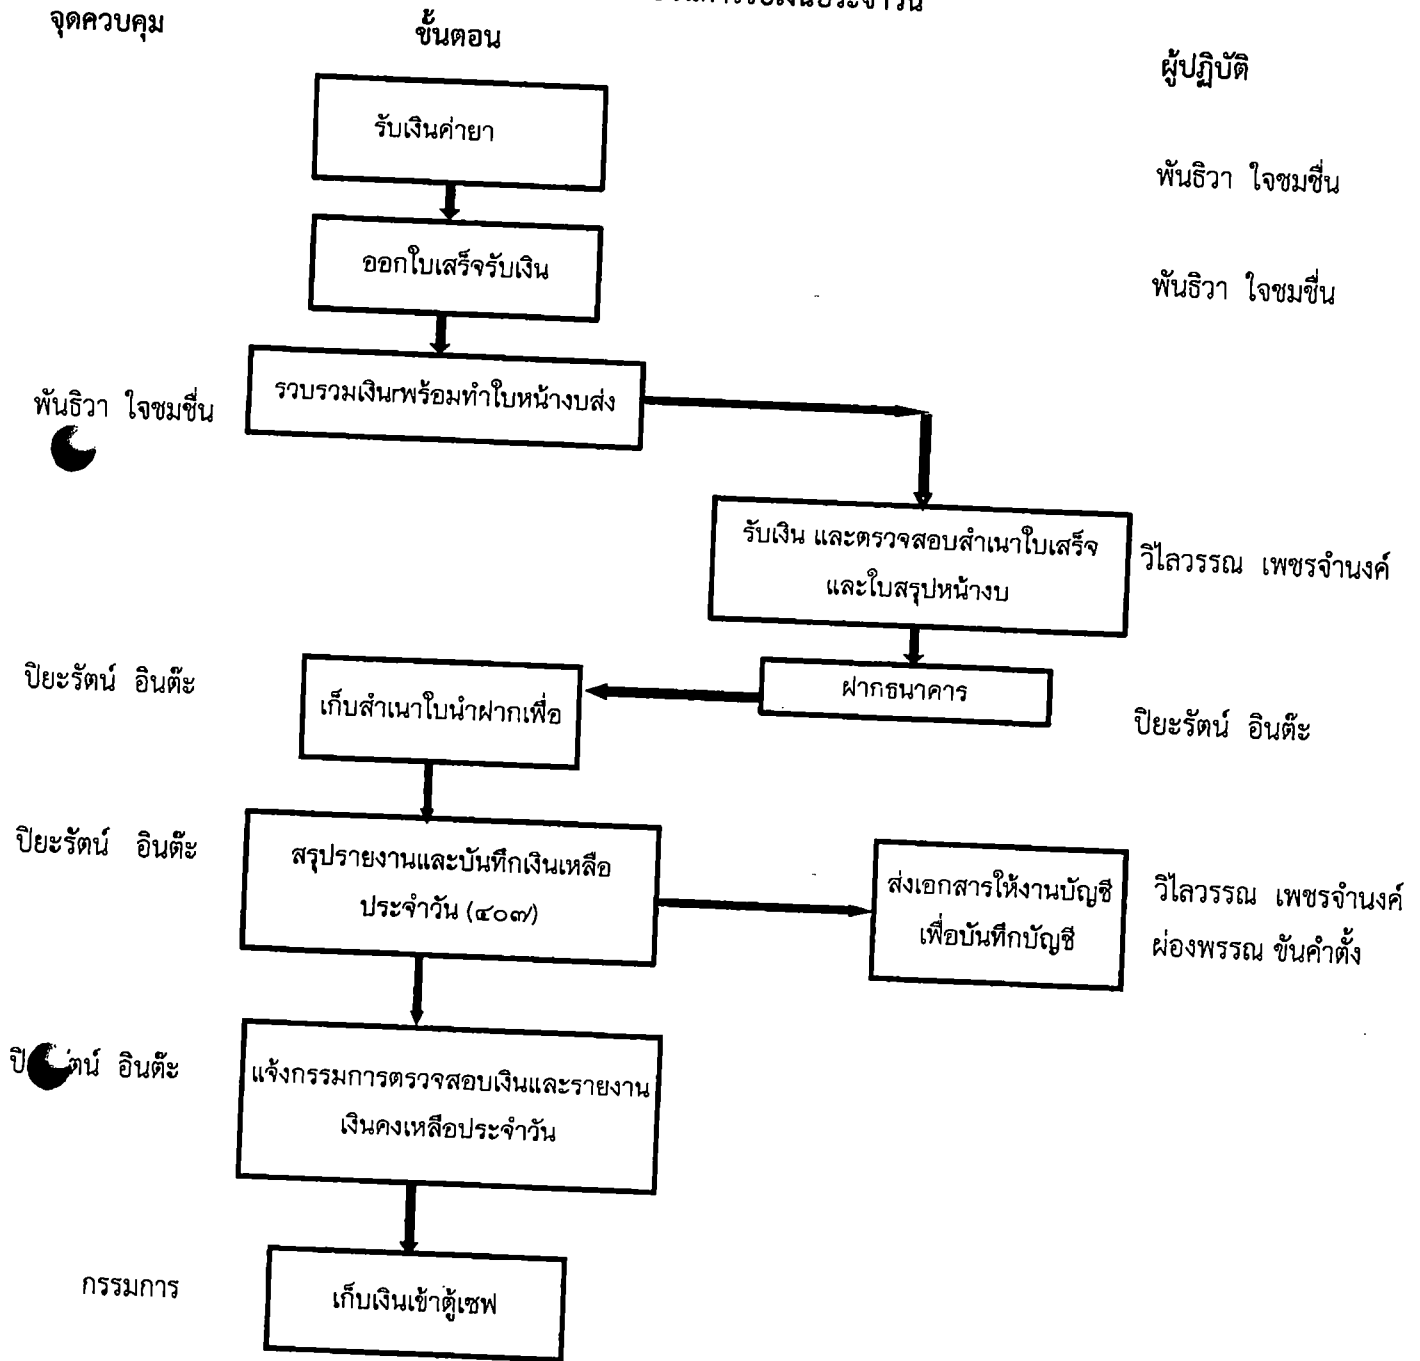 จุดควบคุม
ขั้นตอน
ผู้ปฏิบัติ
รับเงินค่ายา
พันธิวา ใจชมชื่น
ออกใบเสร็จรับเงิน
พันธิวา ใจชมชื่น
พันธิวา ใจชมชื่น
รวบรวมเงินrพร้อมทำใบหน้างบส่ง
รับเงิน และตรวจสอบสำเนาใบเสร็จ
และใบสรุปหน้างบ
วิไลวรรณ เพชรจำนงค์
ปิยะรัตน์ อินต๊ะ
เก็บสำเนาใบนำฝากเพื่อ
ฝากธนาคาร
ปิยะรัตน์ อินต๊ะ
ปิยะรัตน์ อินต๊ะ
สรุปรายงานและบันทึกเงินเหลือ
ประจำวัน (๔๐๗)
ส่งเอกสารให้งานบัญชี
เพื่อบันทึกบัญชี
วิไลวรรณ เพชรจำนงค์
ผ่องพรรณ ขันคำตั้ง
อินต๊ะ
แจ้งกรรมการตรวจสอบเงินและรายงาน
เงินคงเหลือประจำวัน
กรรมการ
เก็บเงินเข้าตู้เซฟ